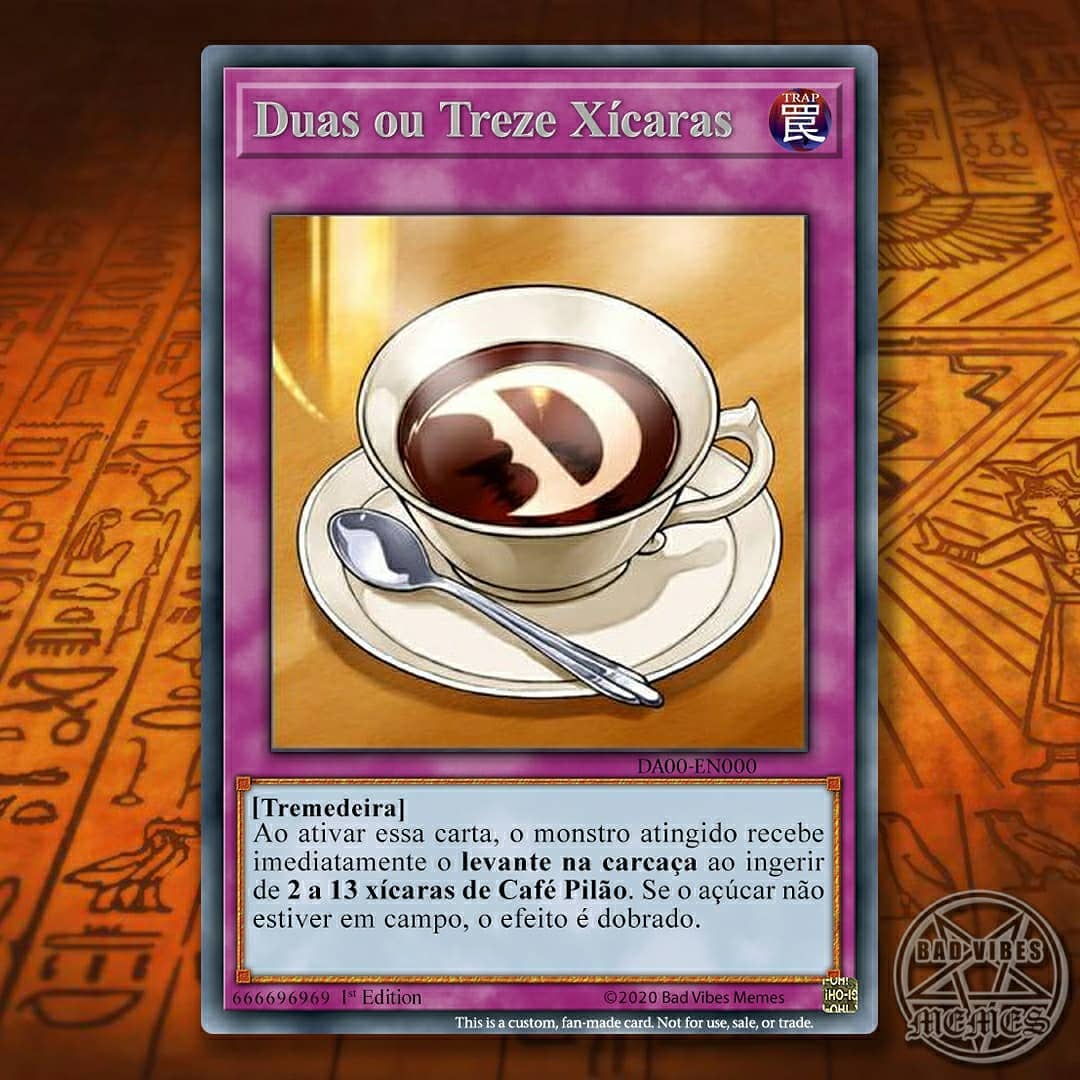 Duas ou Treze Xícaras
TRAP
罠
DA00-EN000
[Tremedeira]
Ao ativar essa carta, o monstro atingido recebe
imediatamente o levante na carcaça ao ingerir
de 2 a 13 xícaras de Café Pilão. Se o açúcar não
estiver em campo, o efeito é dobrado.
666696969 1st Edition
©2020 Bad Vibes Memes
This is a custom, fan-made card. Not for use, sale, or trade.
BAD VIBES
MEMES